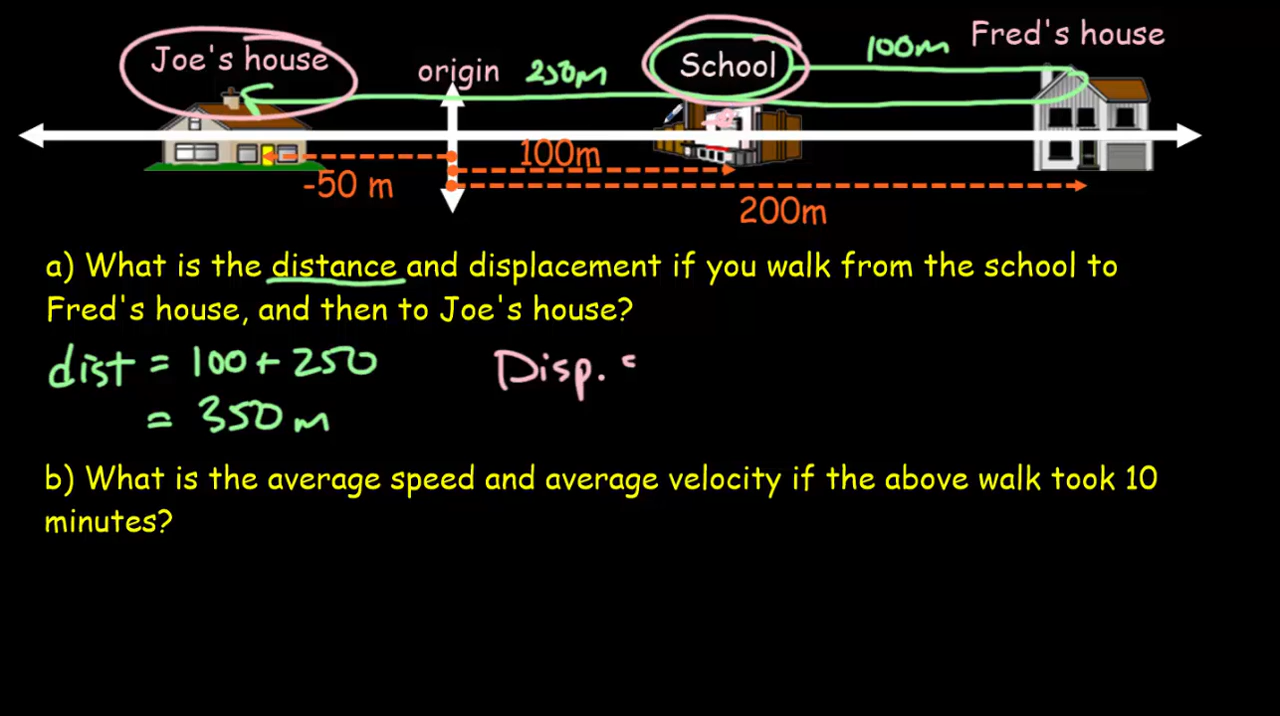 Joe's house
origin
250m
School
100m
Fred's house
100m
-50 m
200m
a) What is the distance and displacement if you walk from the school to
Fred's house, and then to Joe's house?
dist = 100 + 250
= 350 m
Disp. =
b) What is the average speed and average velocity if the above walk took 10
minutes?